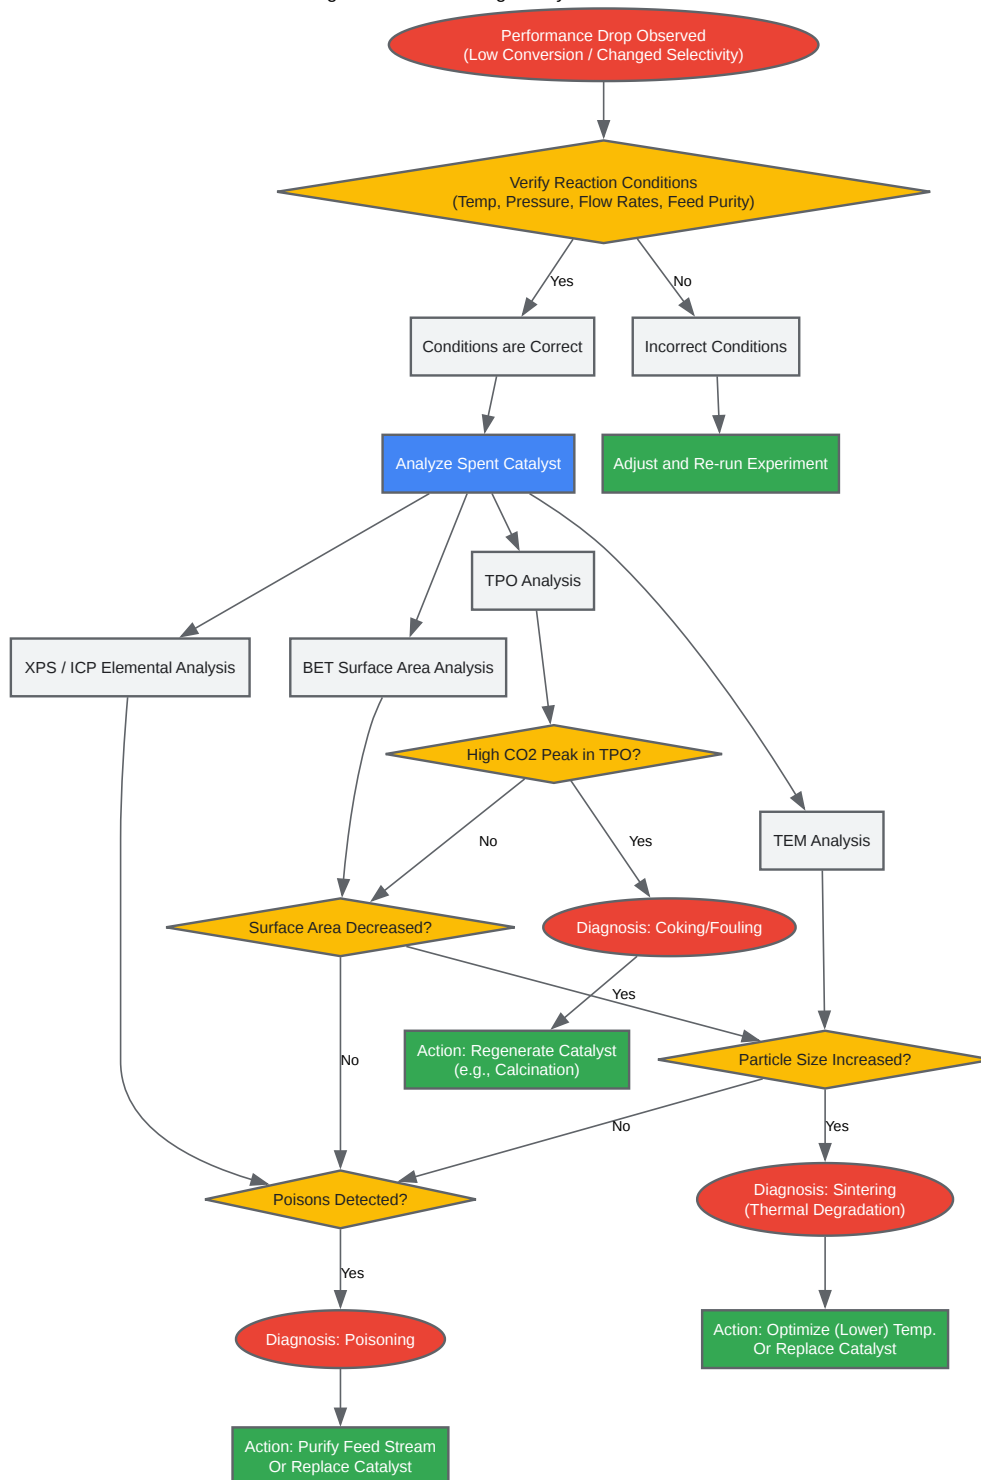 Performance Drop Observed
(Low Conversion / Changed Selectivity)
Verify Reaction Conditions
(Temp, Pressure, Flow Rates, Feed Purity)
Yes
No
Conditions are Correct
Incorrect Conditions
Analyze Spent Catalyst
Adjust and Re-run Experiment
TPO Analysis
XPS / ICP Elemental Analysis
BET Surface Area Analysis
High CO2 Peak in TPO?
TEM Analysis
No
Yes
Surface Area Decreased?
Diagnosis: Coking/Fouling
Yes
Action: Regenerate Catalyst
(e.g., Calcination)
Particle Size Increased?
No
No
Yes
Poisons Detected?
Diagnosis: Sintering
(Thermal Degradation)
Yes
Diagnosis: Poisoning
Action: Optimize (Lower) Temp.
Or Replace Catalyst
Action: Purify Feed Stream
Or Replace Catalyst